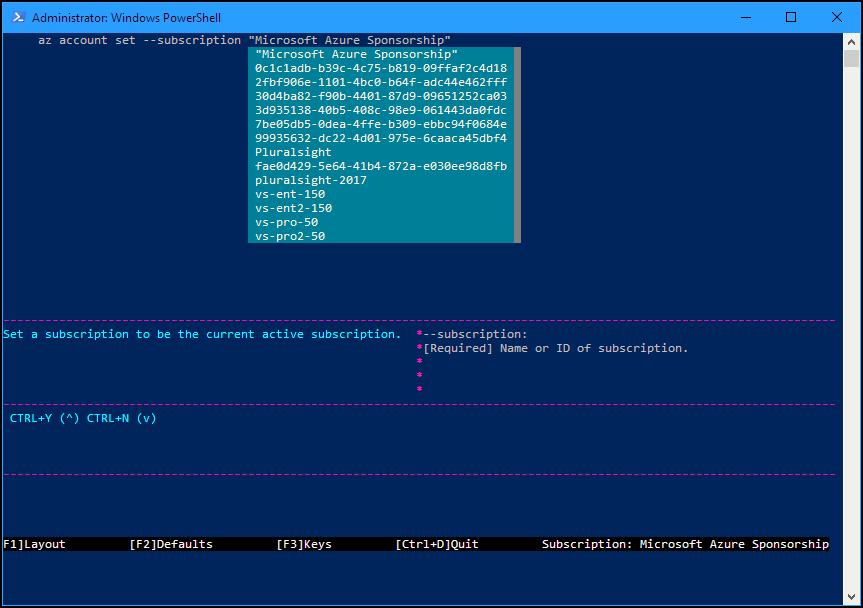 Administrator: Windows PowerShell
az account set --subscription "Microsoft Azure Sponsorship"
"Microsoft Azure Sponsorship"
0c1c1adb-b39c-4c75-b819-09ffaf2c4d18
2fbf906e-1101-4bc0-b64f-adc44e462fff
30d4ba82-f90b-4401-87d9-09651252ca03
3d935138-40b5-408c-98e9-061443da0fdc
7be05db5-0dea-4ffe-b309-ebbc94f0684e
99935632-dc22-4d01-975e-6caaca45dbf4
Pluralsight
fae0d429-5e64-41b4-872a-e030ee98d8fb
pluralsight-2017
vs-ent-150
vs-ent2-150
vs-pro-50
vs-pro2-50
Set a subscription to be the current active subscription. *--subscription:
*[Required] Name or ID of subscription.
*
*
*
CTRL+Y (^) CTRL+N (v)
F1]Layout [F2]Defaults [F3]Keys [Ctrl+D]Quit Subscription: Microsoft Azure Sponsorship